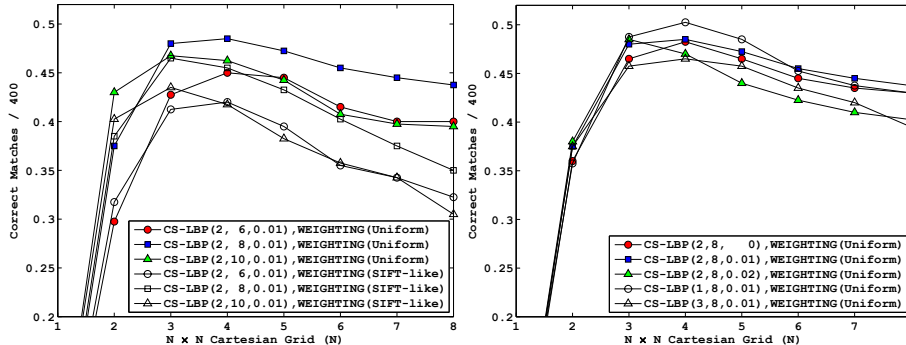 0.5
0.45
0.4
0.35
0.3
0.25
0.2
Correct Matches / 400
CS-LBP(2, 6,0.01),WEIGHTING(Uniform)
CS-LBP(2, 8,0.01),WEIGHTING(Uniform)
CS-LBP(2,10,0.01),WEIGHTING(Uniform)
CS-LBP(2, 6,0.01),WEIGHTING(SIFT-like)
CS-LBP(2, 8,0.01),WEIGHTING(SIFT-like)
CS-LBP(2,10,0.01),WEIGHTING(SIFT-like)
1 2 3 4 5 6 7 8
N × N Cartesian Grid (N)
0.5
0.45
0.4
0.35
0.3
0.25
0.2
Correct Matches / 400
CS-LBP(2,8, 0),WEIGHTING(Uniform)
CS-LBP(2,8,0.01),WEIGHTING(Uniform)
CS-LBP(2,8,0.02),WEIGHTING(Uniform)
CS-LBP(1,8,0.01),WEIGHTING(Uniform)
CS-LBP(3,8,0.01),WEIGHTING(Uniform)
1 2 3 4 5 6 7
N × N Cartesian Grid (N)